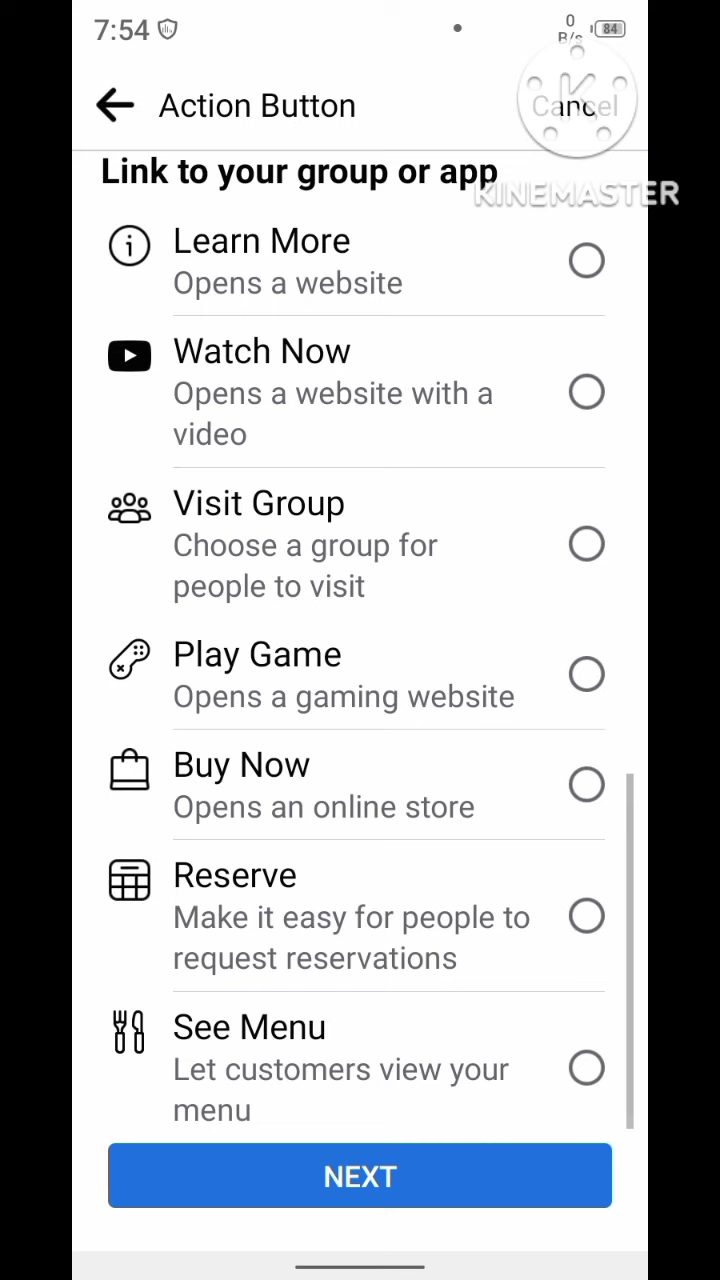 7:54
0
B/s
84
Action Button
Cancel
KINEMASTER
Link to your group or app
Learn More
Opens a website
Watch Now
Opens a website with a
video
Visit Group
Choose a group for
people to visit
Play Game
Opens a gaming website
Buy Now
Opens an online store
Reserve
Make it easy for people to
request reservations
See Menu
Let customers view your
menu
NEXT